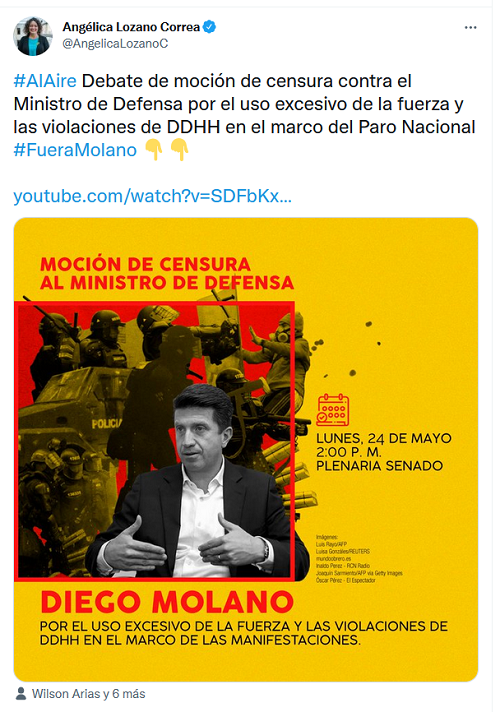 Angélica Lozano Correa
@AngelicaLozanoC
#AlAire Debate de moción de censura contra el
Ministro de Defensa por el uso excesivo de la fuerza y
las violaciones de DDHH en el marco del Paro Nacional
#FueraMolano 👇👇
youtube.com/watch?v=SDFbKx...
MOCIÓN DE CENSURA
AL MINISTRO DE DEFENSA
POLICIA
LUNES, 24 DE MAYO
2:00 P. M.
PLENARIA SENADO
Imágenes:
Luis Rayo/AFP
Luisa Gonzáles/REUTERS
mundoobrero.es
Inaldo Perez - RCN Radio
Joaquin Sarmiento/AFP via Getty Images
Óscar Pérez - El Espectador
DIEGO MOLANO
POR EL USO EXCESIVO DE LA FUERZA Y LAS VIOLACIONES DE
DDHH EN EL MARCO DE LAS MANIFESTACIONES.
Wilson Arias y 6 más